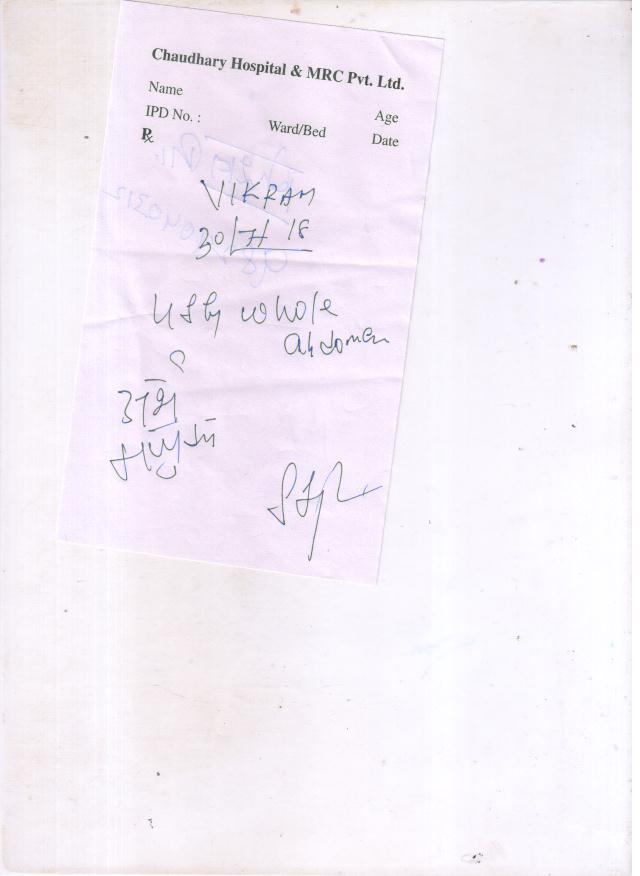 Chaudhary Hospital & MRC Pvt. Ltd.
Name Age
IPD No. : Ward/Bed Date
℞
VIKRAM
30/7/18
USG whole
abdomen